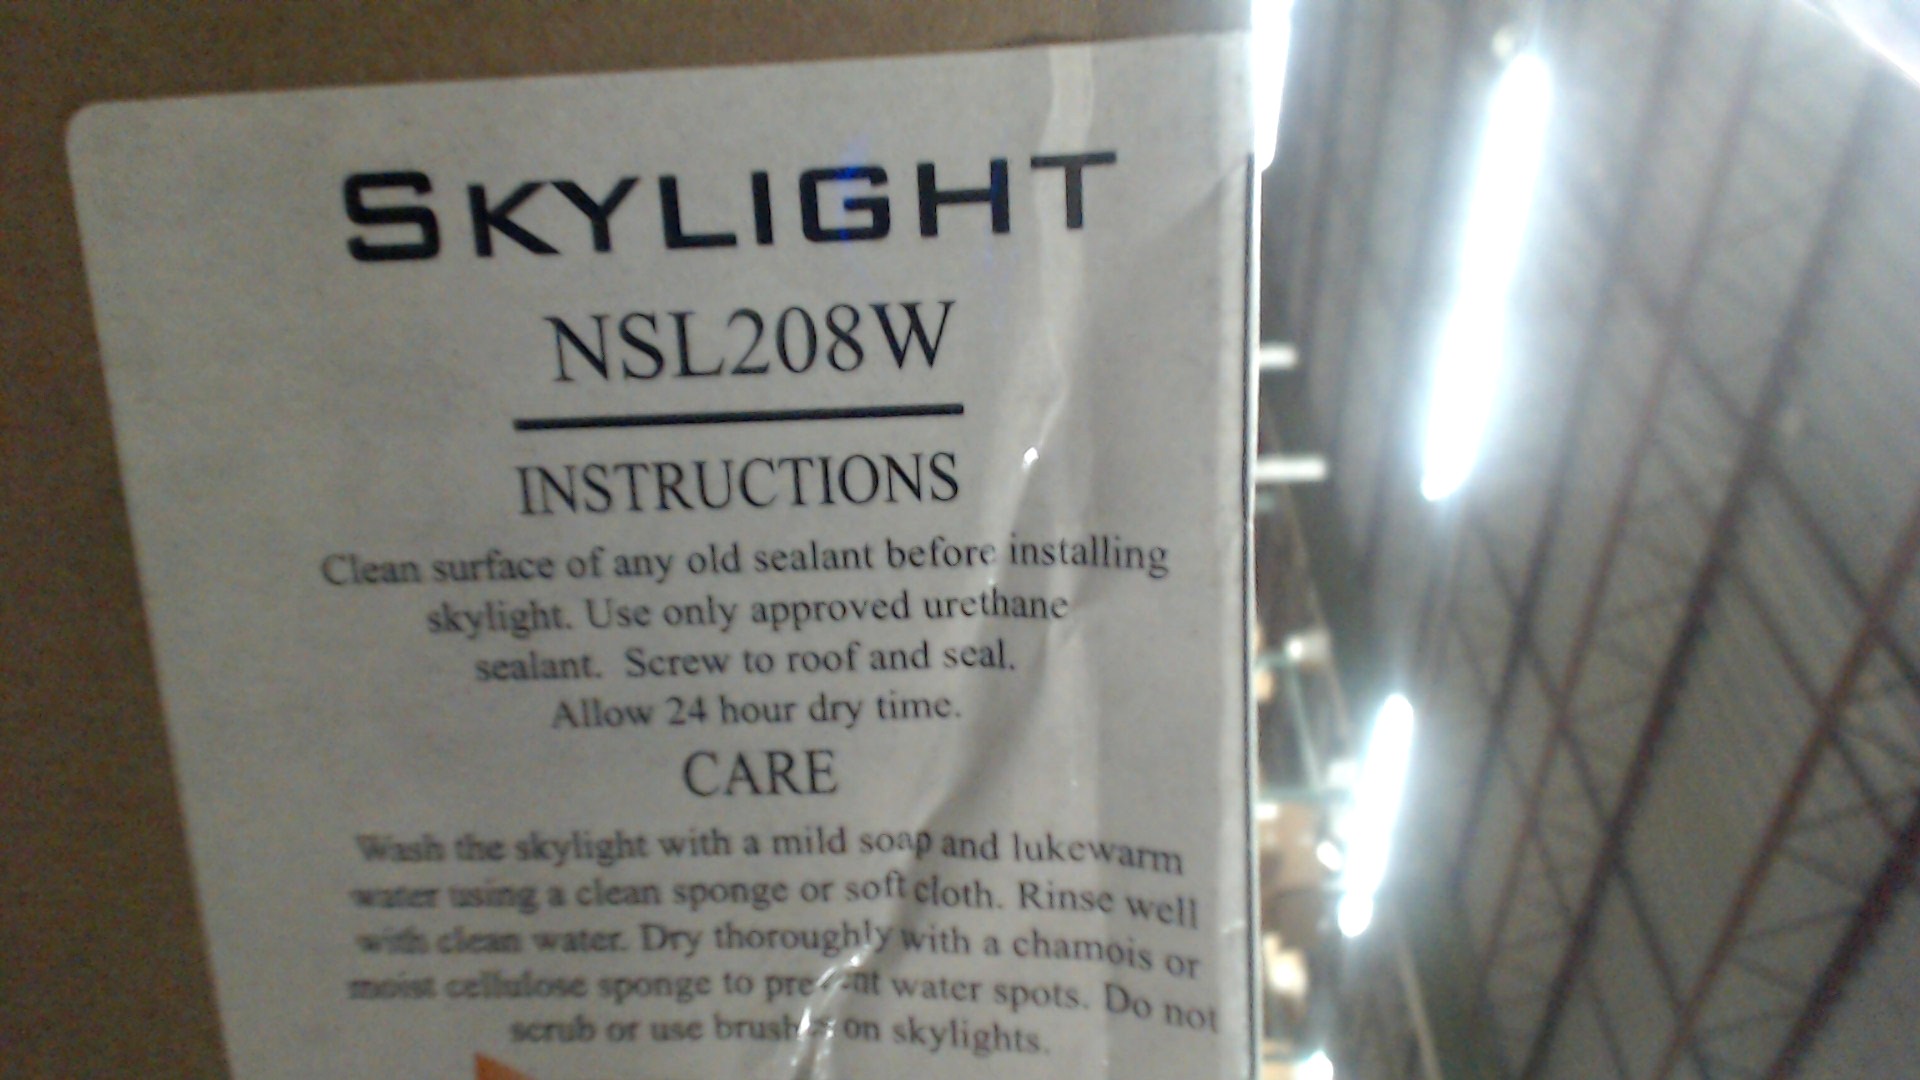 SKYLIGHT
NSL208W
INSTRUCTIONS
Clean surface of any old sealant before installing
skylight. Use only approved urethane
sealant. Screw to roof and seal.
Allow 24 hour dry time.
CARE
Wash the skylight with a mild soap and lukewarm
water using a clean sponge or soft cloth. Rinse well
with clean water. Dry thoroughly with a chamois or
moist cellulose sponge to prevent water spots. Do not
scrub or use brushes on skylights.